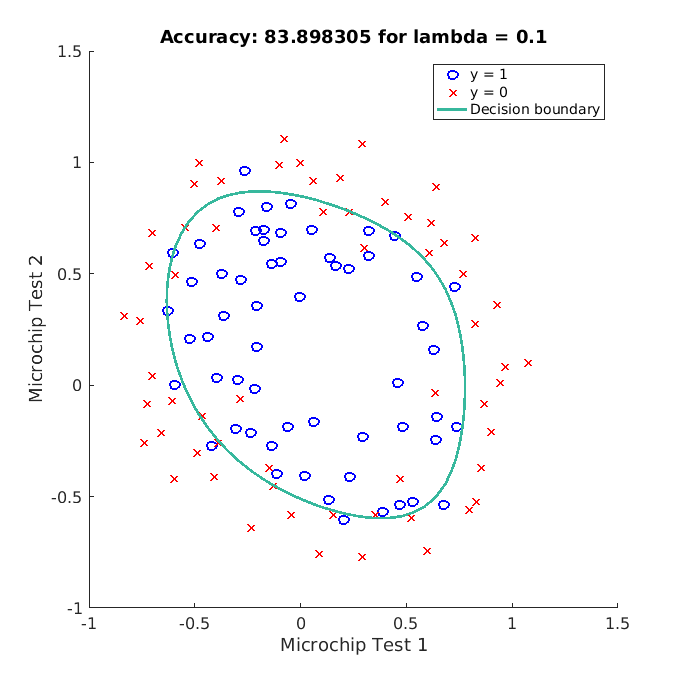 Accuracy: 83.898305 for lambda = 0.1
1.5
y = 1
y = 0
Decision boundary
1
0.5
0
-0.5
-1
Microchip Test 2
-1
-0.5
0
0.5
1
1.5
Microchip Test 1